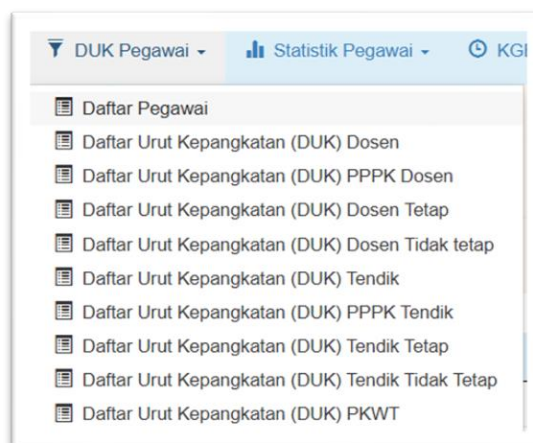 DUK Pegawai Statistik Pegawai
Daftar Pegawai
Daftar Urut Kepangkatan (DUK) Dosen
Daftar Urut Kepangkatan (DUK) PPPK Dosen
Daftar Urut Kepangkatan (DUK) Dosen Tetap
Daftar Urut Kepangkatan (DUK) Dosen Tidak tetap
Daftar Urut Kepangkatan (DUK) Tendik
Daftar Urut Kepangkatan (DUK) PPPK Tendik
Daftar Urut Kepangkatan (DUK) Tendik Tetap
Daftar Urut Kepangkatan (DUK) Tendik Tidak Tetap
Daftar Urut Kepangkatan (DUK) PKWT